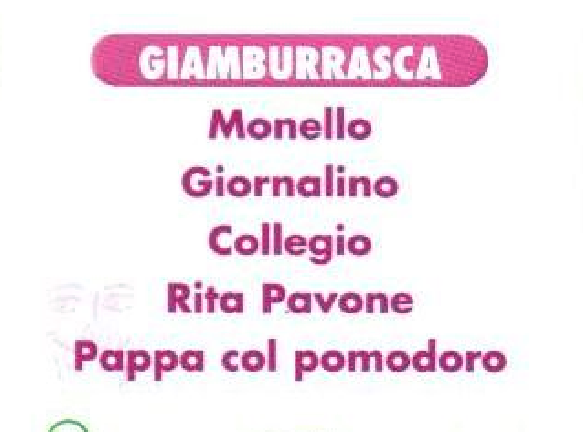 GIAMBURRASCA
Monello
Giornalino
Collegio
Rita Pavone
Pappa col pomodoro